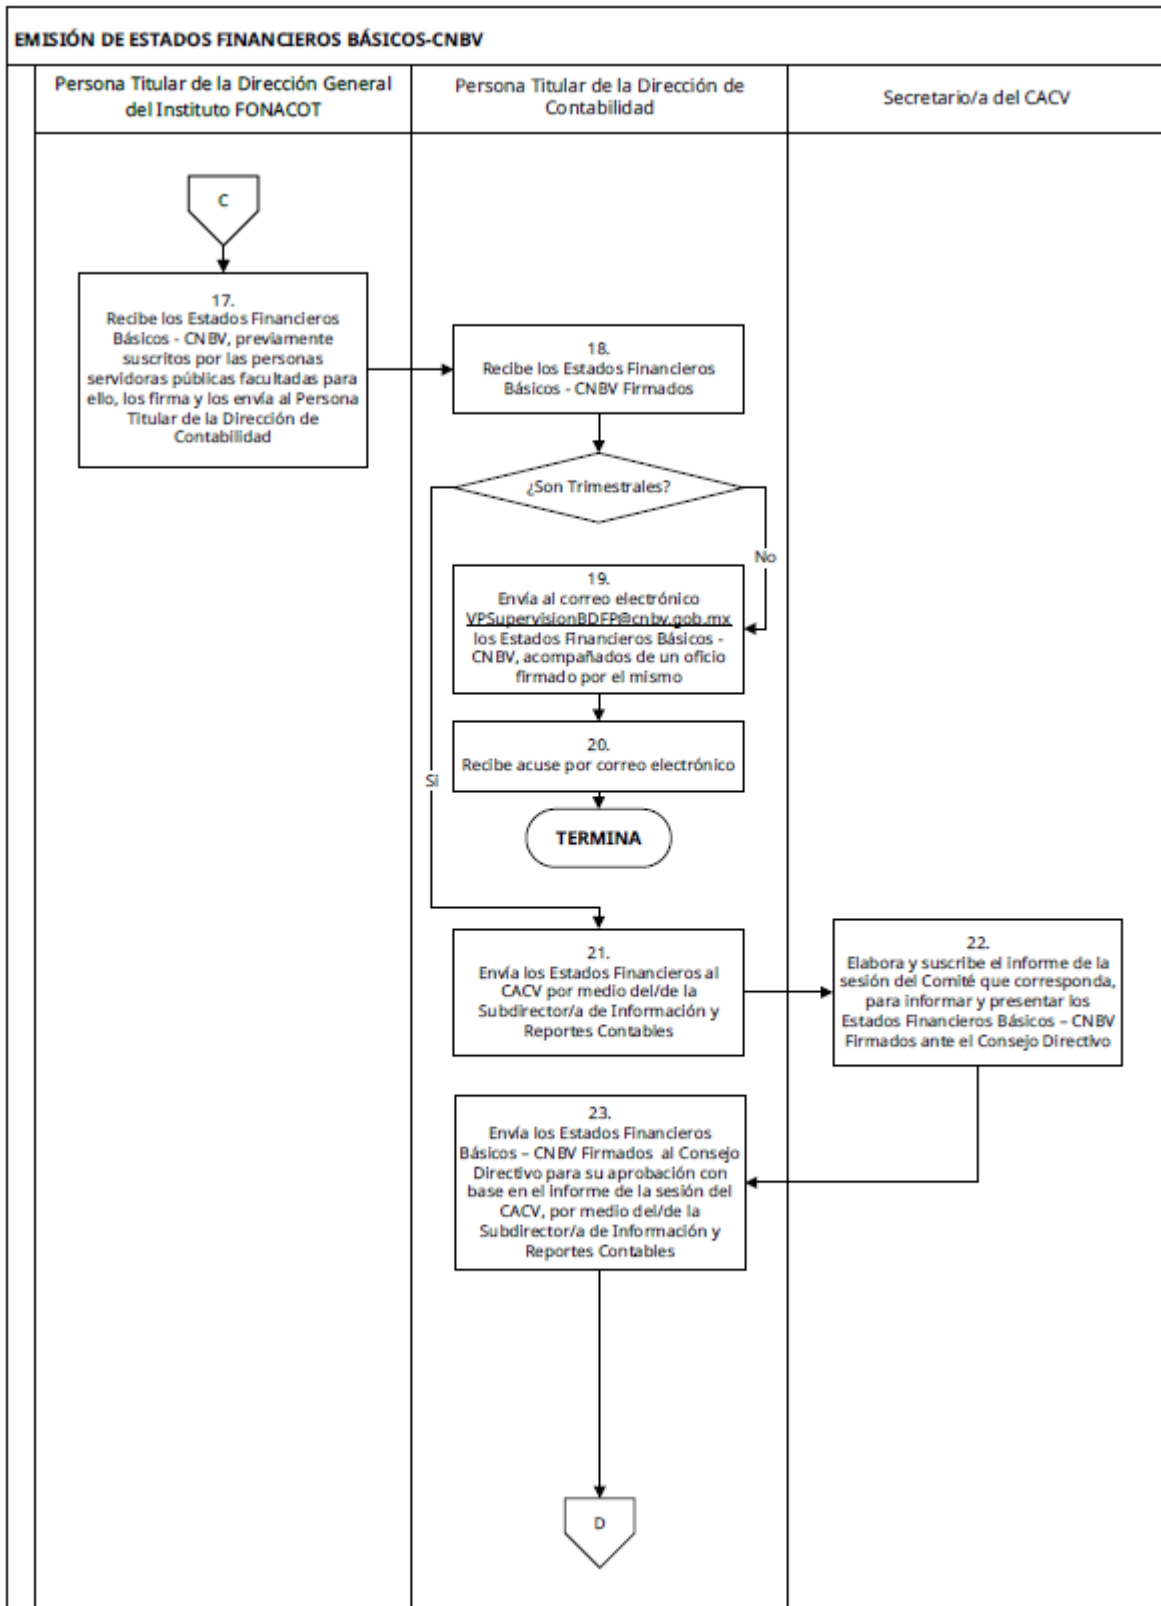 EMISIÓN DE ESTADOS FINANCIEROS BÁSICOS-CNBV
Persona Titular de la Dirección General
del Instituto FONACOT
Persona Titular de la Dirección de
Contabilidad
Secretario/a del CACV
C
17.
Recibe los Estados Financieros
Básicos - CNBV, previamente
suscritos por las personas
servidoras públicas facultadas para
ello, los firma y los envía al Persona
Titular de la Dirección de
Contabilidad
18.
Recibe los Estados Financieros
Básicos - CNBV Firmados
¿Son Trimestrales?
No
19.
Envía al correo electrónico
VPSupervisionBDFP@cnbv.gob.mx
los Estados Financieros Básicos -
CNBV, acompañados de un oficio
firmado por el mismo
20.
Recibe acuse por correo electrónico
SI
TERMINA
21.
Envía los Estados Financieros al
CACV por medio del/de la
Subdirector/a de Información y
Reportes Contables
22.
Elabora y suscribe el informe de la
sesión del Comité que corresponda,
para informar y presentar los
Estados Financieros Básicos – CNBV
Firmados ante el Consejo Directivo
23.
Envía los Estados Financieros
Básicos – CNBV Firmados al Consejo
Directivo para su aprobación con
base en el informe de la sesión del
CACV, por medio del/de la
Subdirector/a de Información y
Reportes Contables
D